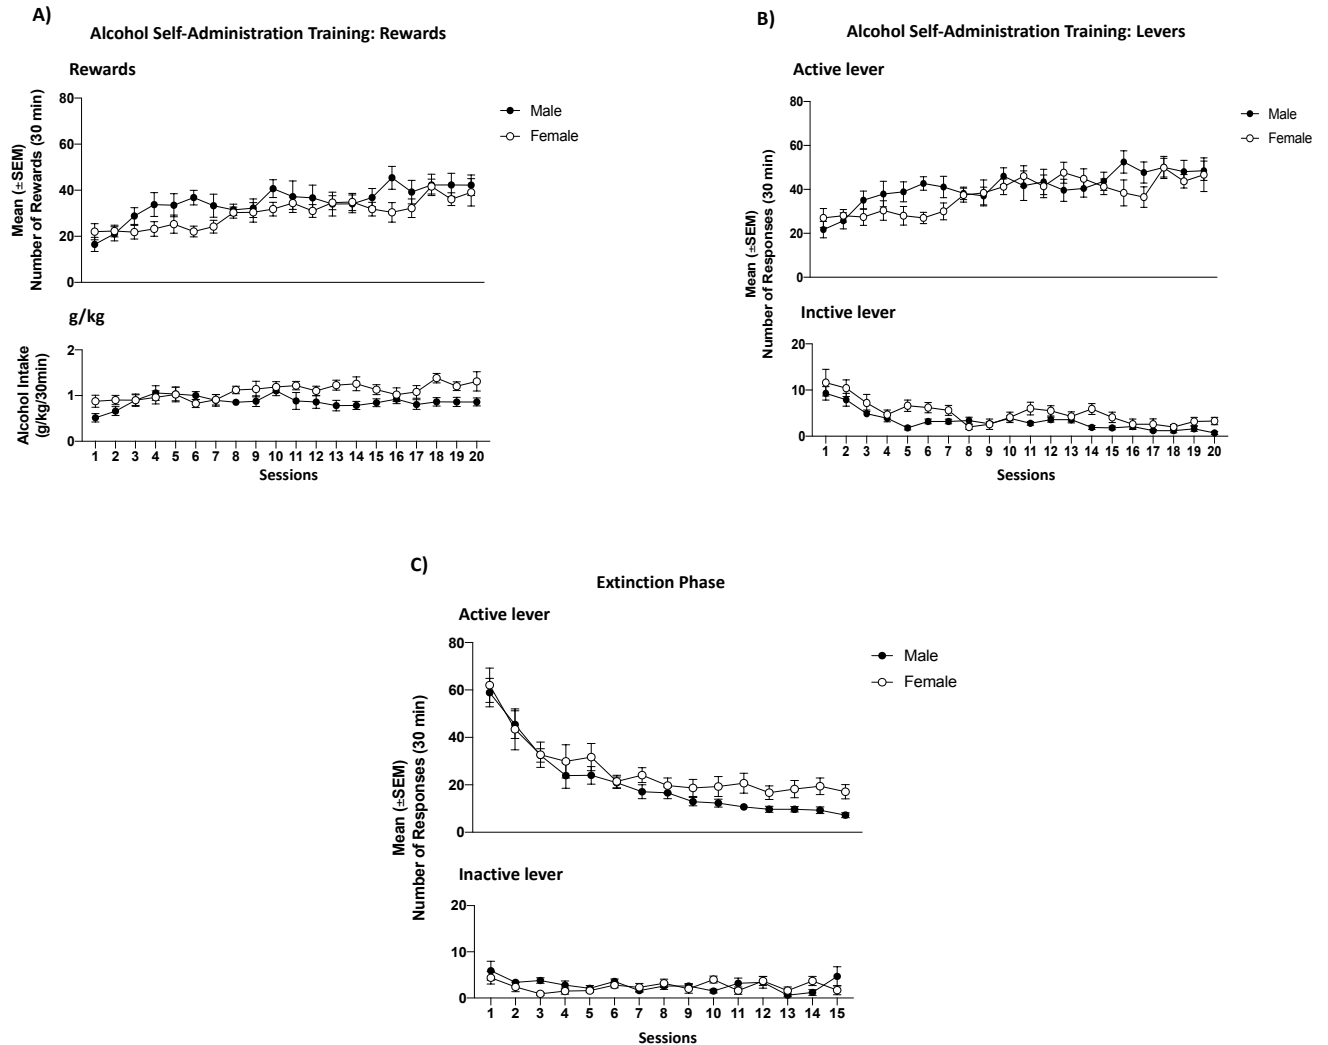 A)
Alcohol Self-Administration Training: Rewards
Rewards
Mean (±SEM)
Number of Rewards (30 min)
80
60
40
20
0
Male
Female
g/kg
Alcohol Intake
(g/kg/30min)
2
1
0
1 2 3 4 5 6 7 8 9 10 11 12 13 14 15 16 17 18 19 20
Sessions
B)
Alcohol Self-Administration Training: Levers
Active lever
Mean (±SEM)
Number of Responses (30 min)
80
60
40
20
0
Male
Female
Inctive lever
20
10
0
1 2 3 4 5 6 7 8 9 10 11 12 13 14 15 16 17 18 19 20
Sessions
C)
Extinction Phase
Active lever
Mean (±SEM)
Number of Responses (30 min)
80
60
40
20
0
Male
Female
Inactive lever
20
10
0
1 2 3 4 5 6 7 8 9 10 11 12 13 14 15
Sessions